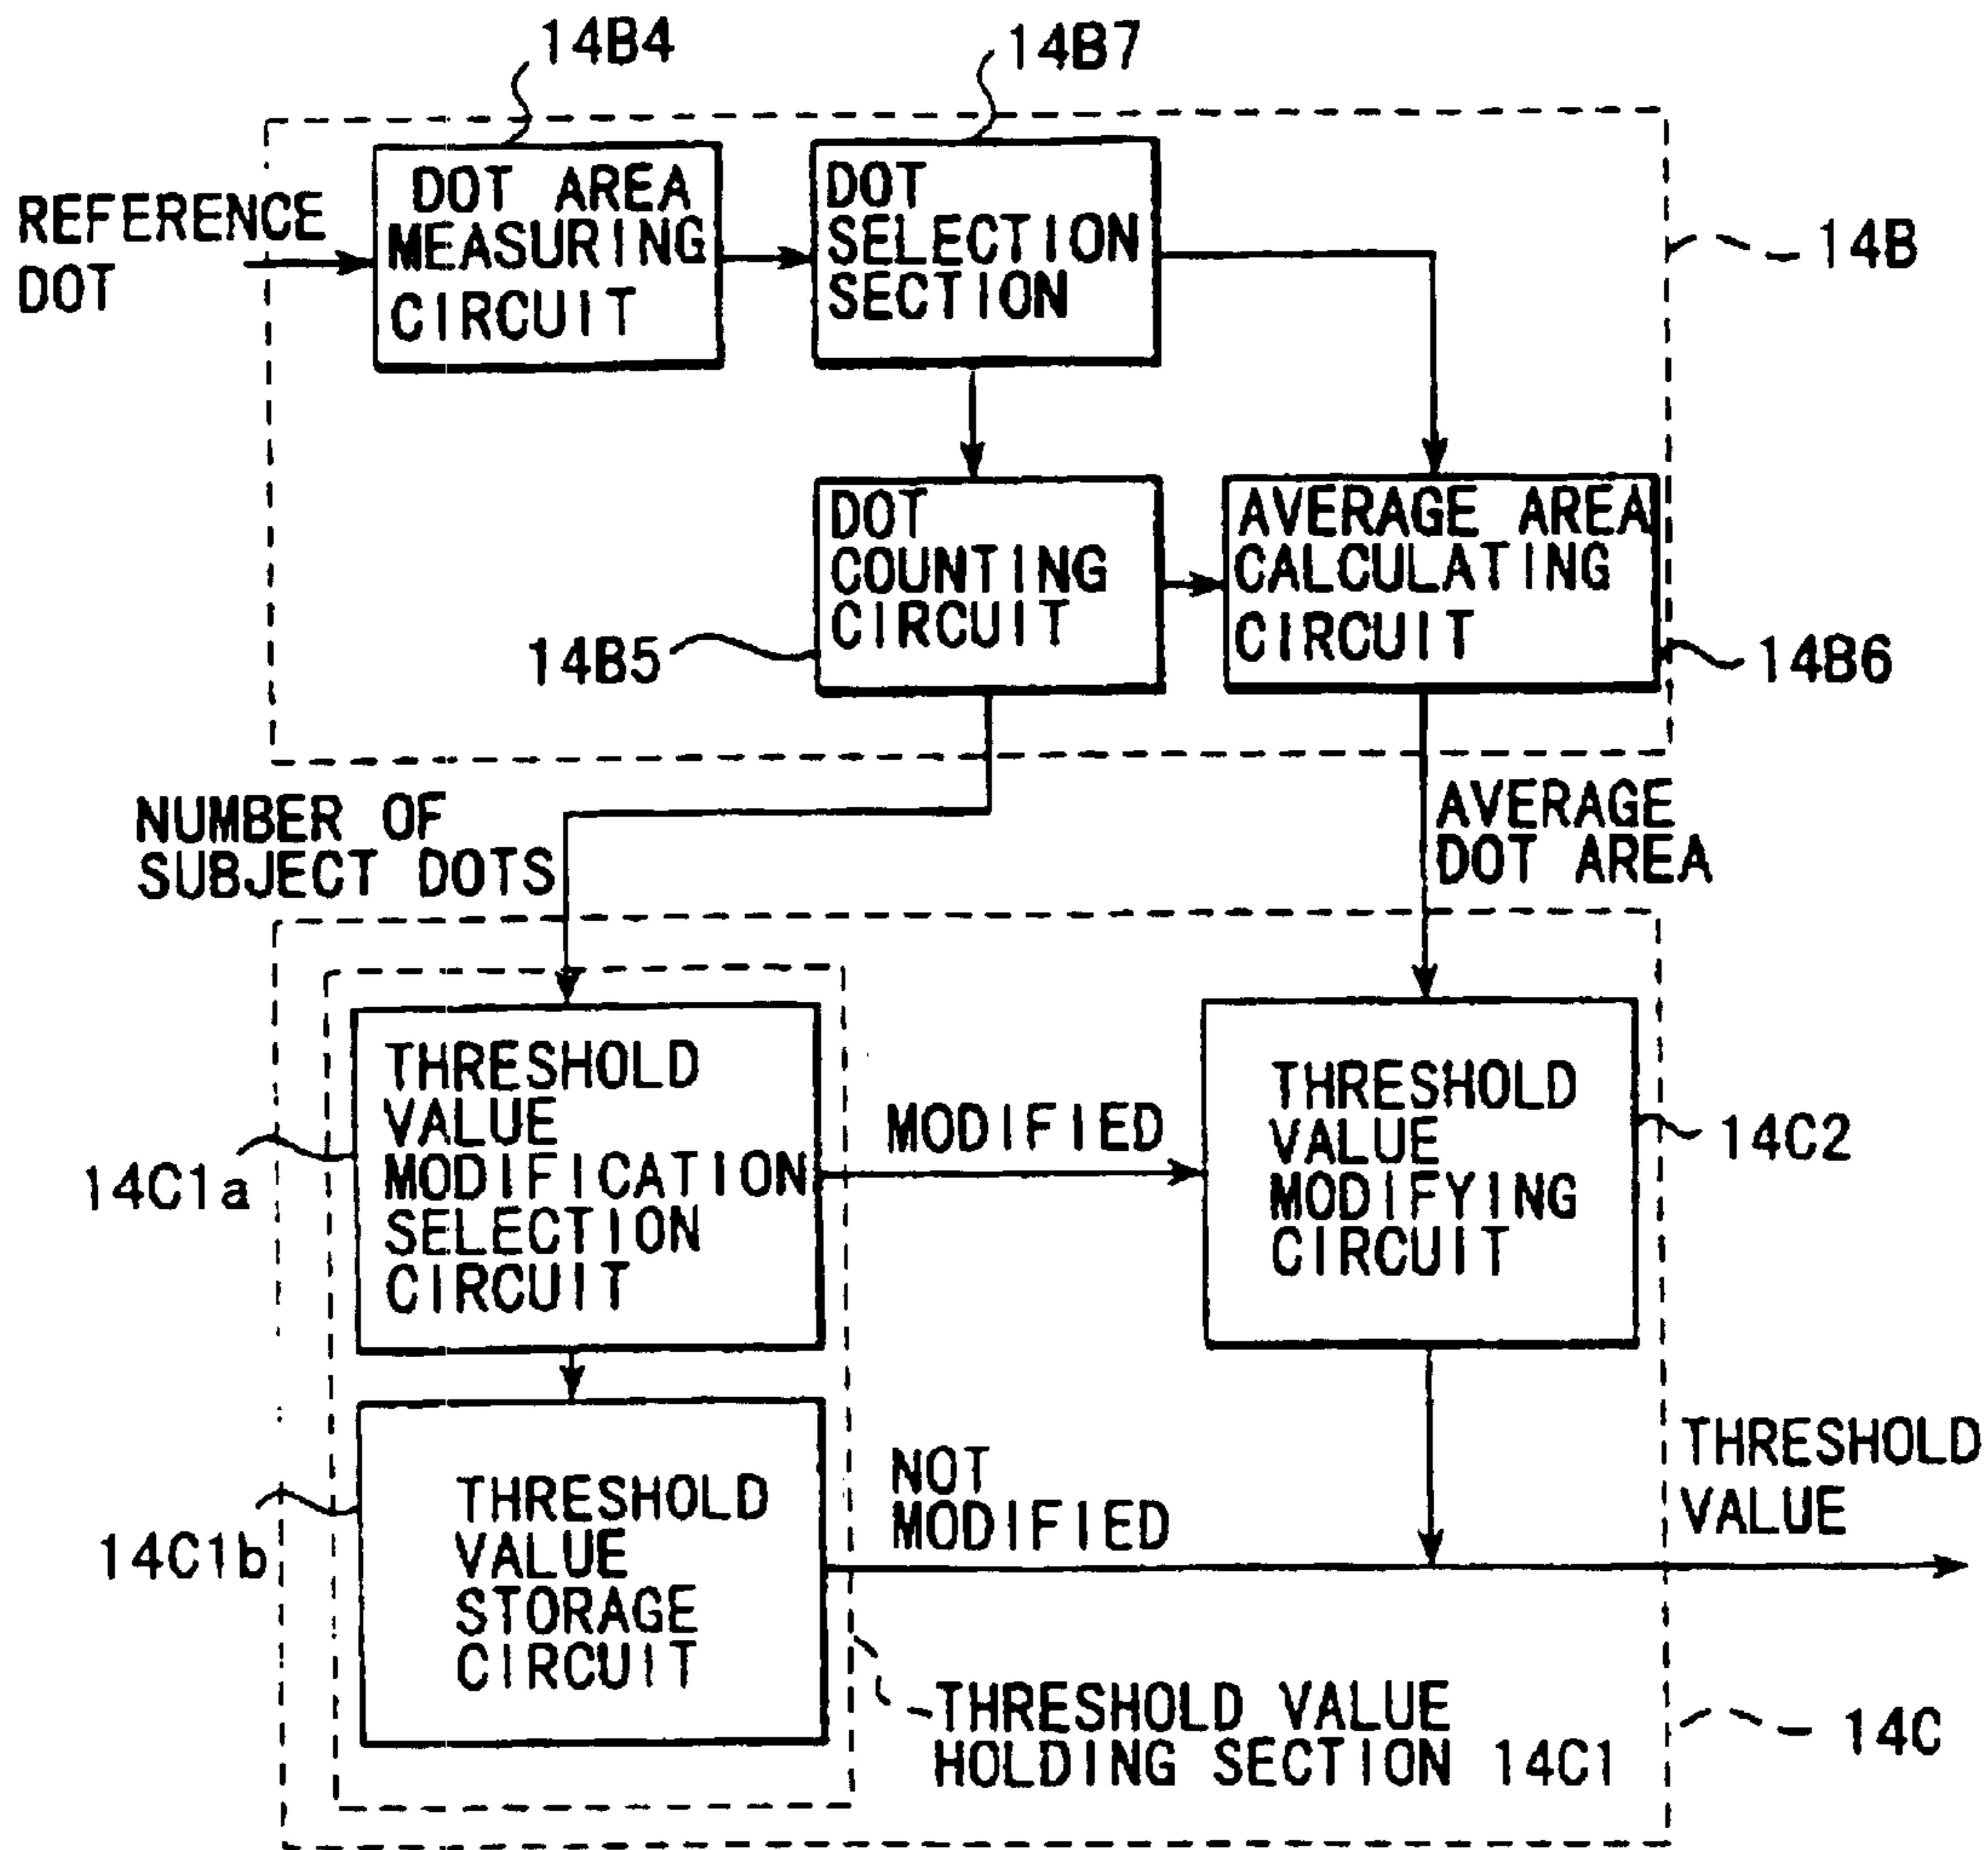 14B4
14B7
REFERENCE
DOT
DOT AREA
MEASURING
CIRCUIT
DOT
SELECTION
SECTION
14B
DOT
COUNTING
CIRCUIT
AVERAGE AREA
CALCULATING
CIRCUIT
14B5
14B6
NUMBER OF
SUBJECT DOTS
AVERAGE
DOT AREA
THRESHOLD
VALUE
MODIFICATION
SELECTION
CIRCUIT
MODIFIED
THRESHOLD
VALUE
MODIFYING
CIRCUIT
14C2
14C1a
THRESHOLD
VALUE
STORAGE
CIRCUIT
NOT
MODIFIED
THRESHOLD
VALUE
14C1b
THRESHOLD VALUE
HOLDING SECTION 14C1
14C